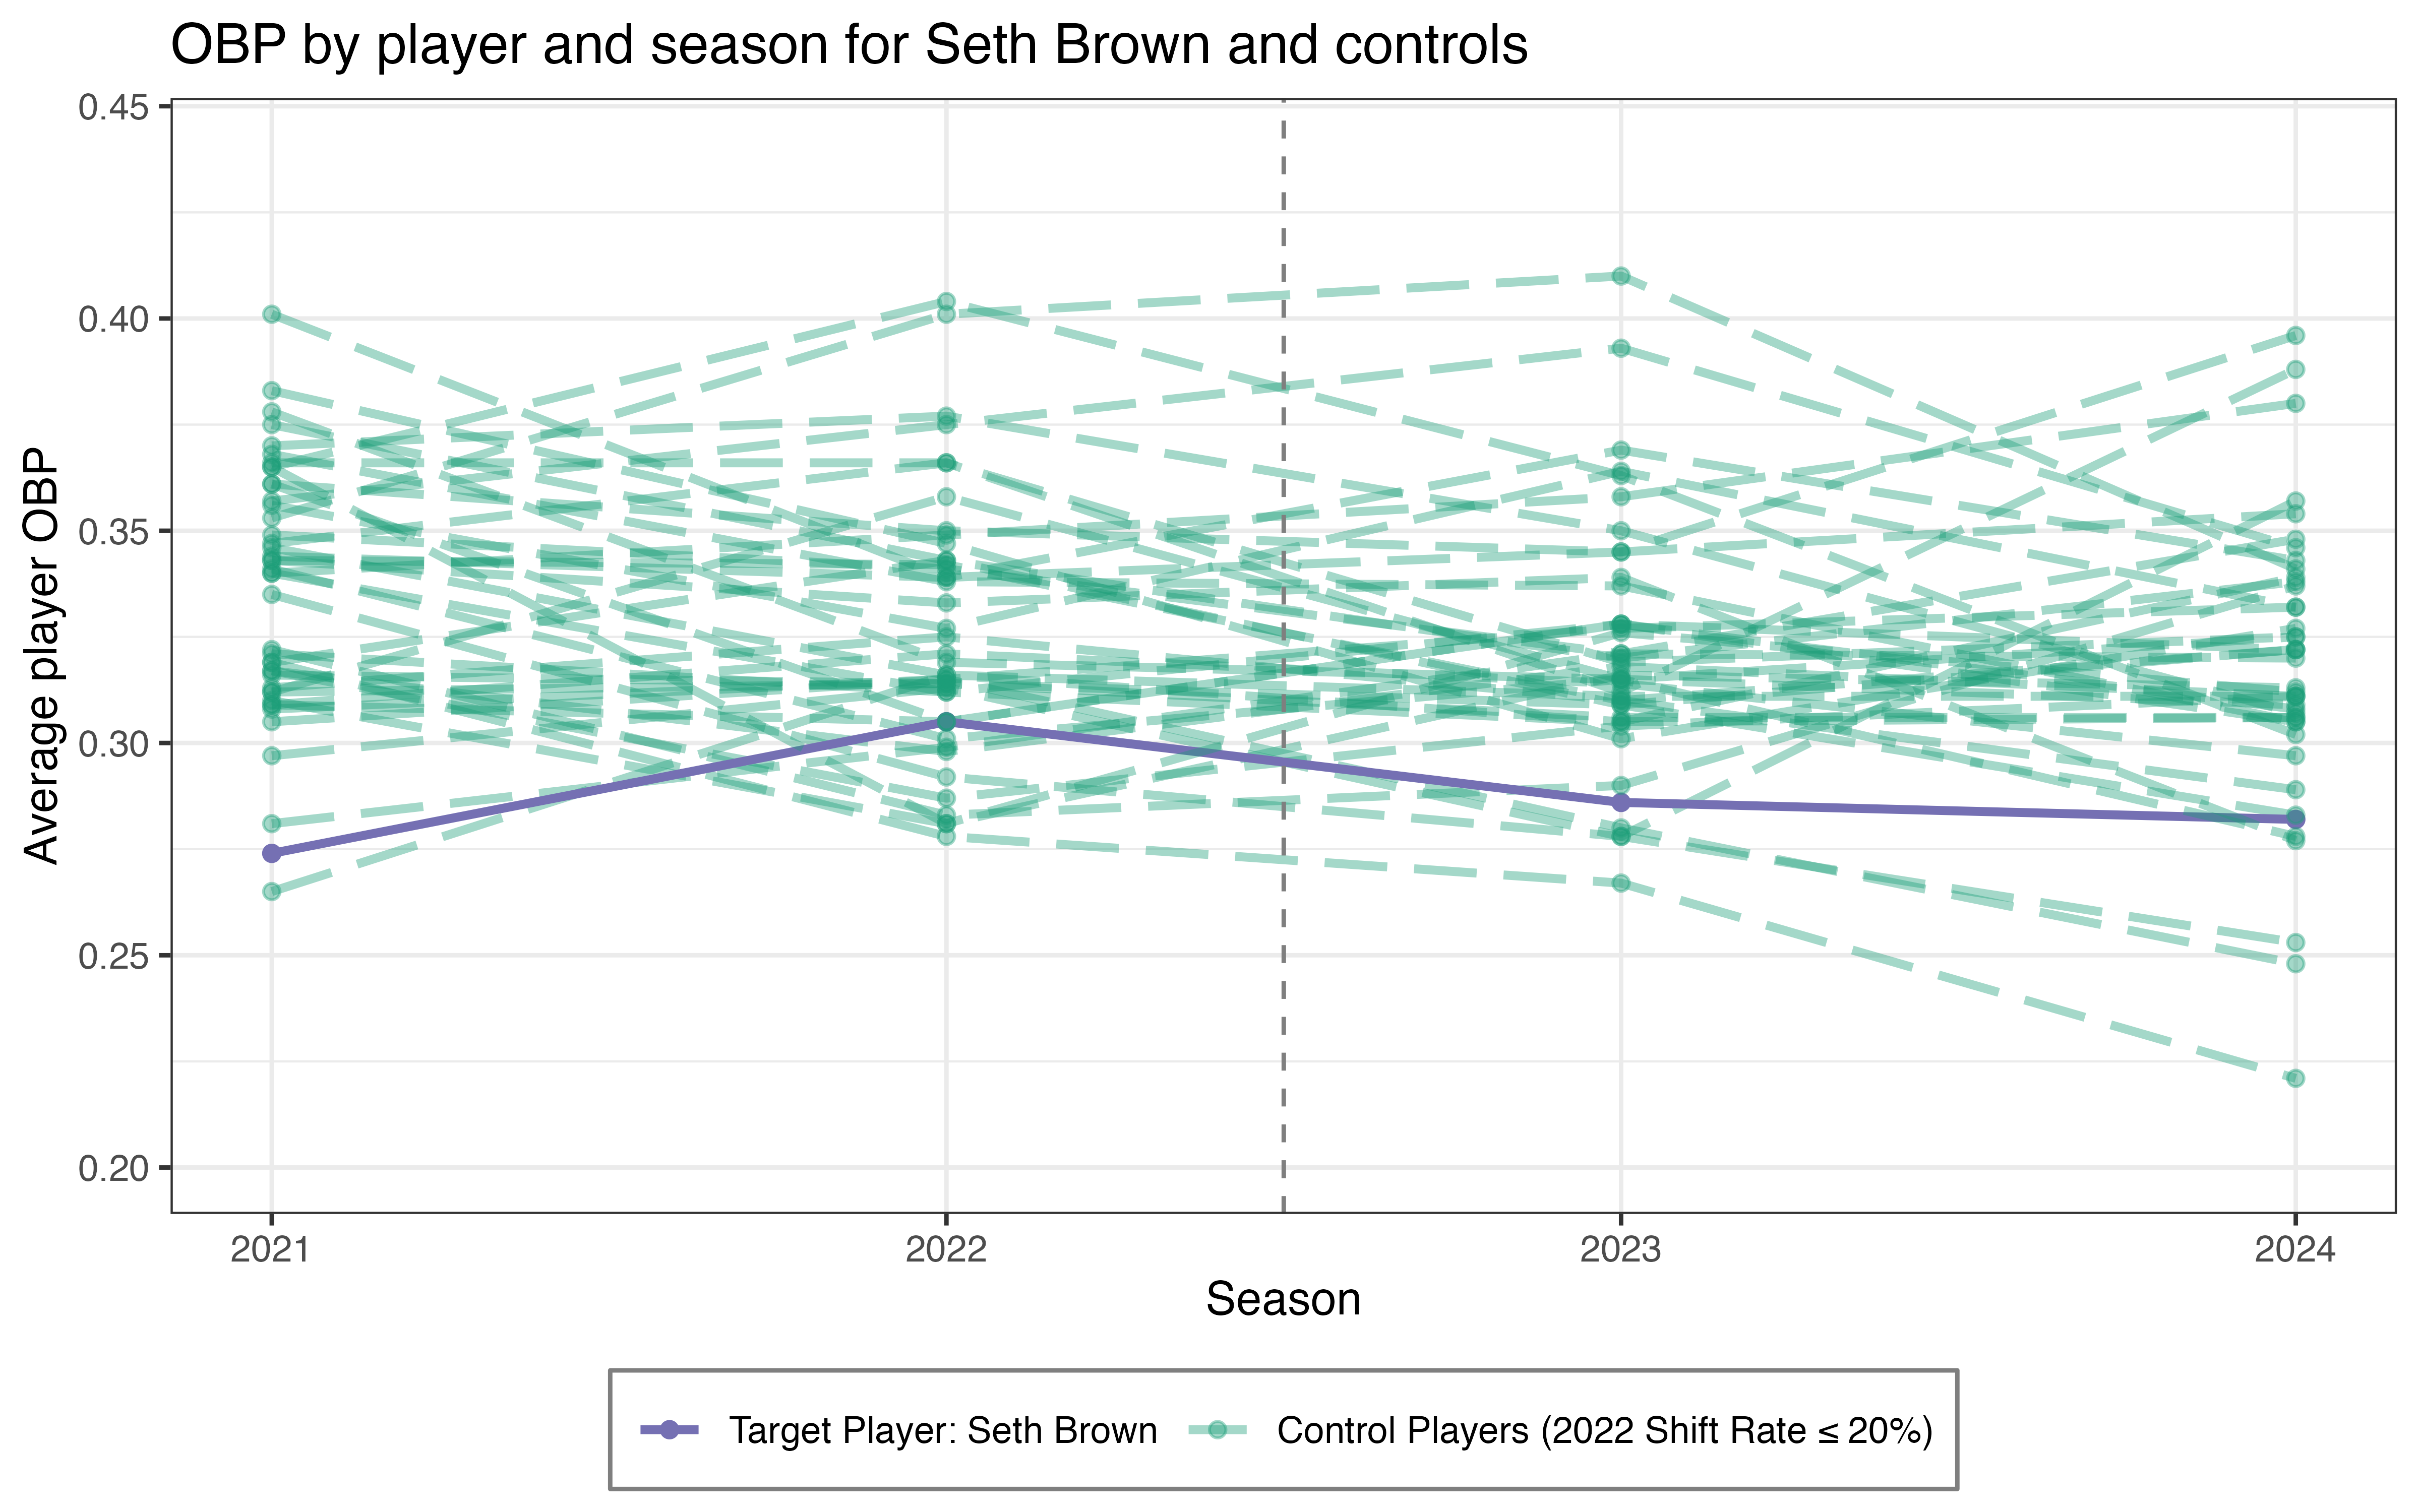 OBP by player and season for Seth Brown and controls
0.45
0.40
0.35
0.30
0.25
0.20
Average player OBP
2021 2022 2023 2024
Season
Target Player: Seth Brown Control Players (2022 Shift Rate ≤ 20%)